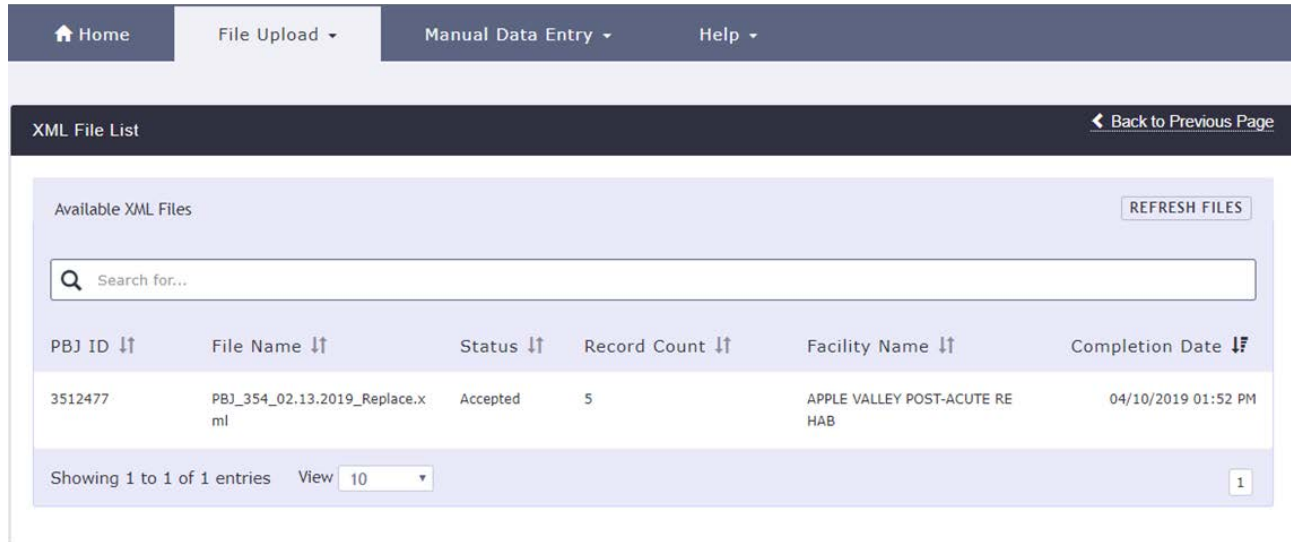 Home File Upload Manual Data Entry Help
XML File List Back to Previous Page
Available XML Files REFRESH FILES
Search for...
PBJ ID File Name Status Record Count Facility Name Completion Date
3512477 PBJ_354_02.13.2019_Replace.x Accepted 5 APPLE VALLEY POST-ACUTE RE 04/10/2019 01:52 PM
ml HAB
Showing 1 to 1 of 1 entries View 10 1